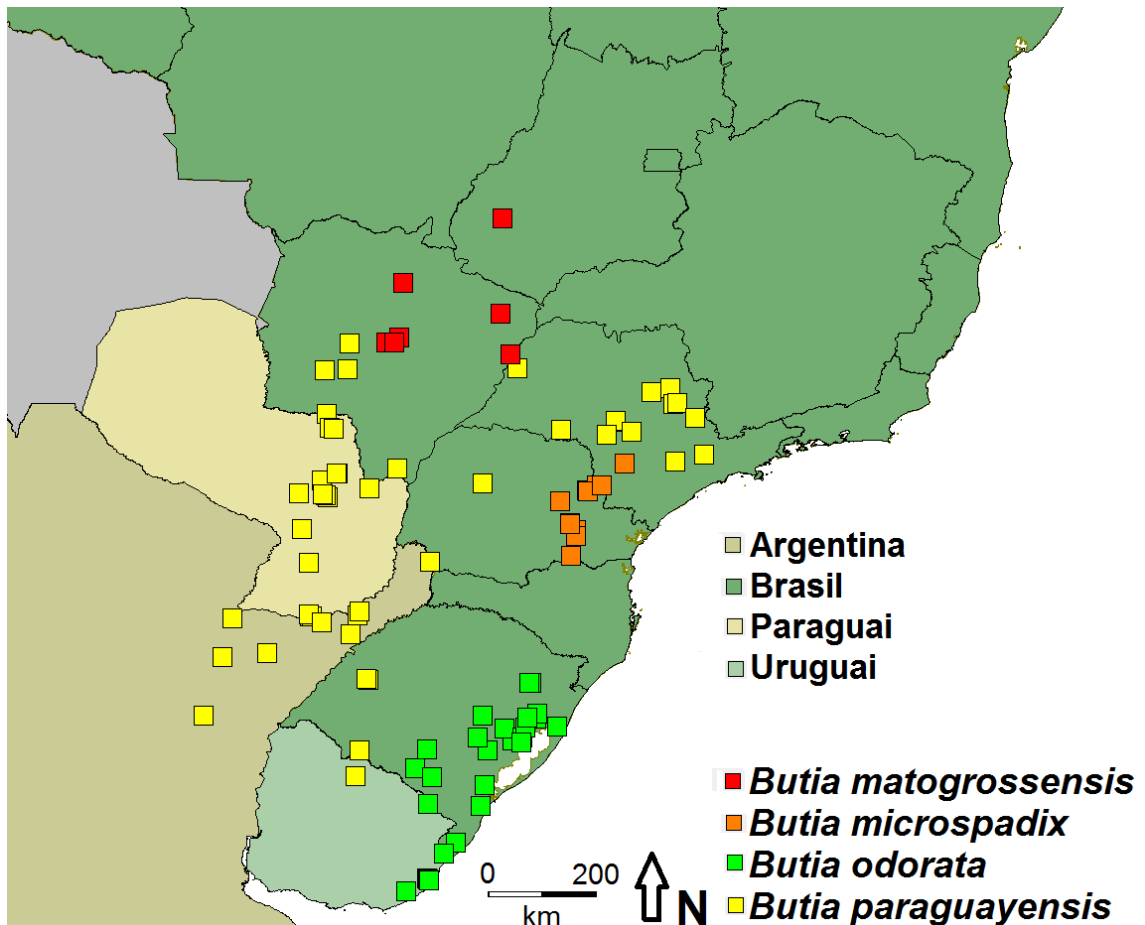 Argentina
Brasil
Paraguai
Uruguai
Butia matogrossensis
Butia microspadix
Butia odorata
Butia paraguayensis
0 200
km
N